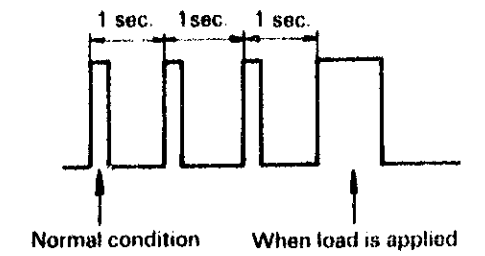 1 sec. 1sec. 1 sec.
Normal condition When load is applied